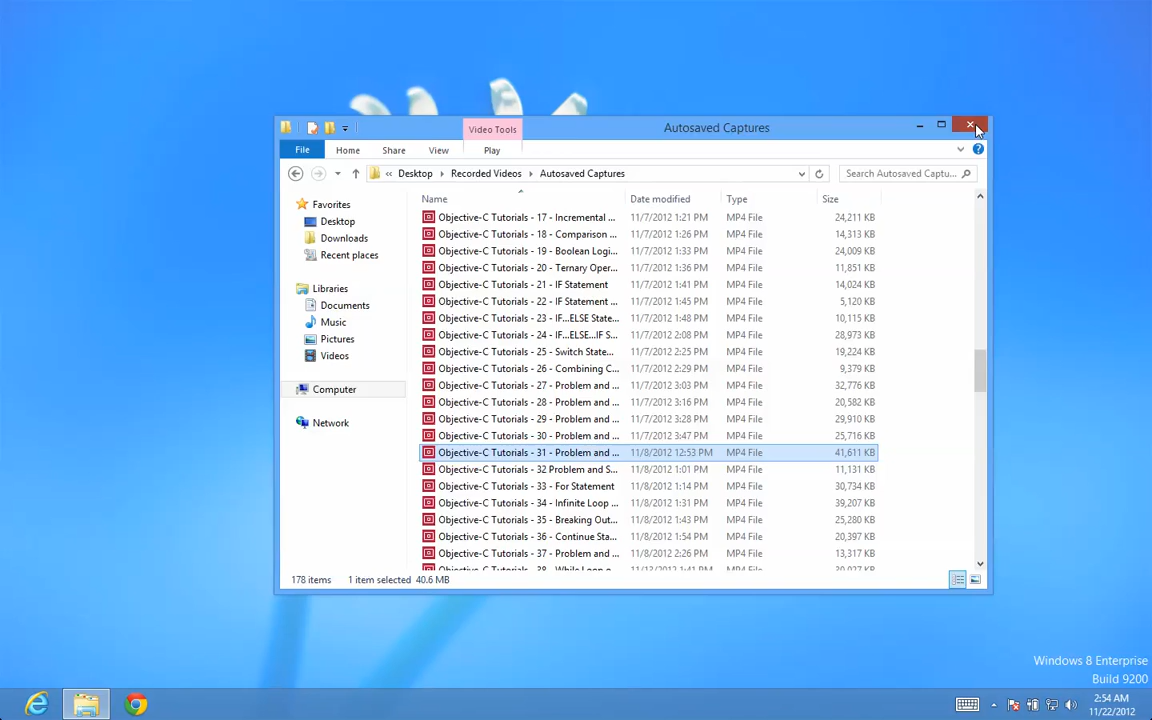 Video Tools
Autosaved Captures
File Home Share View Play
« Desktop Recorded Videos Autosaved Captures
Search Autosaved Captu...
Favorites
Desktop
Downloads
Recent places
Libraries
Documents
Music
Pictures
Videos
Computer
Network
Name Date modified Type Size
Objective-C Tutorials - 17 - Incremental ... 11/7/2012 1:21 PM MP4 File 24,211 KB
Objective-C Tutorials - 18 - Comparison ... 11/7/2012 1:26 PM MP4 File 14,313 KB
Objective-C Tutorials - 19 - Boolean Logi... 11/7/2012 1:33 PM MP4 File 24,009 KB
Objective-C Tutorials - 20 - Ternary Oper... 11/7/2012 1:36 PM MP4 File 11,851 KB
Objective-C Tutorials - 21 - IF Statement 11/7/2012 1:41 PM MP4 File 14,024 KB
Objective-C Tutorials - 22 - IF Statement ... 11/7/2012 1:45 PM MP4 File 5,120 KB
Objective-C Tutorials - 23 - IF...ELSE State... 11/7/2012 1:48 PM MP4 File 10,115 KB
Objective-C Tutorials - 24 - IF...ELSE...IF S... 11/7/2012 2:08 PM MP4 File 28,973 KB
Objective-C Tutorials - 25 - Switch State... 11/7/2012 2:25 PM MP4 File 19,224 KB
Objective-C Tutorials - 26 - Combining C... 11/7/2012 2:29 PM MP4 File 9,379 KB
Objective-C Tutorials - 27 - Problem and ... 11/7/2012 3:03 PM MP4 File 32,776 KB
Objective-C Tutorials - 28 - Problem and ... 11/7/2012 3:16 PM MP4 File 20,582 KB
Objective-C Tutorials - 29 - Problem and ... 11/7/2012 3:28 PM MP4 File 29,910 KB
Objective-C Tutorials - 30 - Problem and ... 11/7/2012 3:47 PM MP4 File 25,716 KB
Objective-C Tutorials - 31 - Problem and ... 11/8/2012 12:53 PM MP4 File 41,611 KB
Objective-C Tutorials - 32 Problem and S... 11/8/2012 1:01 PM MP4 File 11,131 KB
Objective-C Tutorials - 33 - For Statement 11/8/2012 1:14 PM MP4 File 30,734 KB
Objective-C Tutorials - 34 - Infinite Loop ... 11/8/2012 1:27 PM MP4 File 39,207 KB
Objective-C Tutorials - 35 - Breaking Out... 11/8/2012 1:43 PM MP4 File 25,280 KB
Objective-C Tutorials - 36 - Continue Sta... 11/8/2012 1:54 PM MP4 File 20,397 KB
Objective-C Tutorials - 37 - Problem and ... 11/8/2012 2:26 PM MP4 File 13,317 KB
Objective-C Tutorials - 38 - While Loop 11/13/2012 1:41 PM MP4 File
178 items 1 item selected 40.6 MB
Windows 8 Enterprise
Build 9200
2:54 AM
11/22/2012